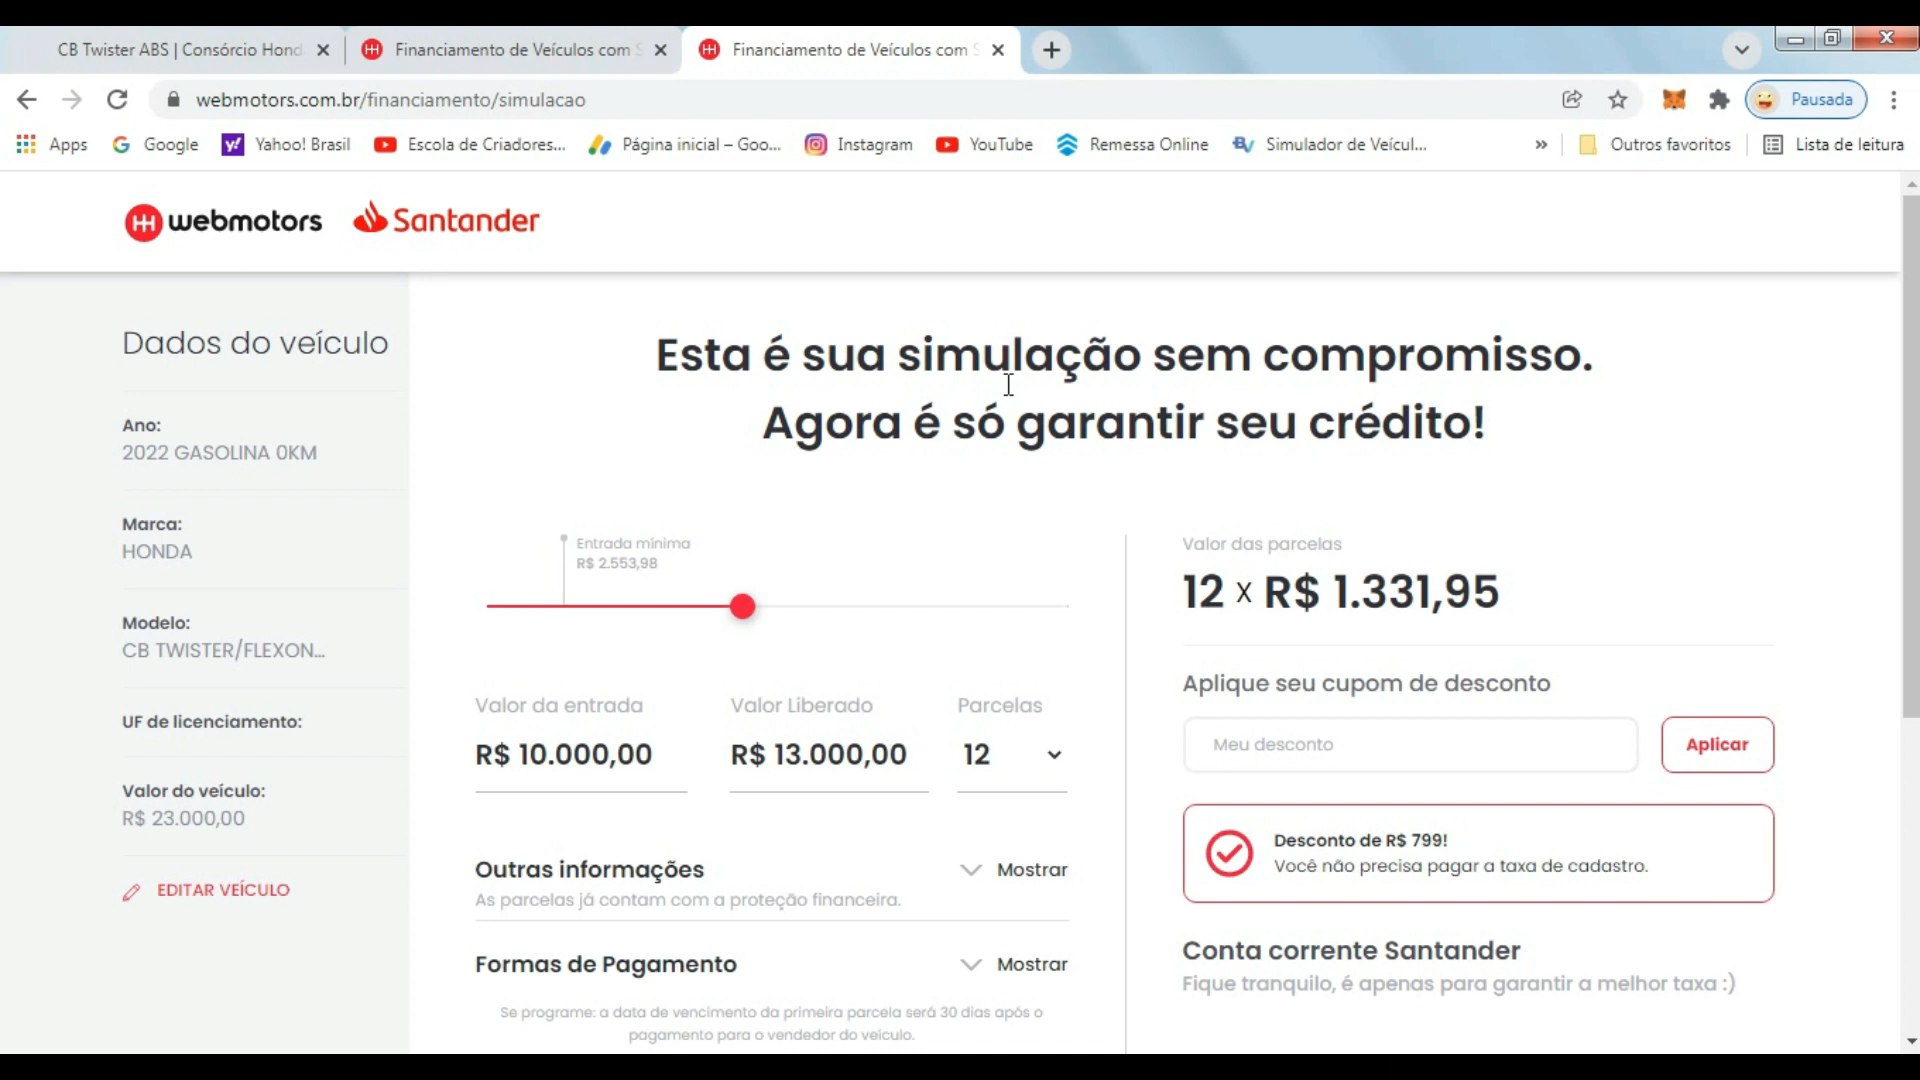 CB Twister ABS | Consórcio Hond
Financiamento de Veículos com S
Financiamento de Veículos com S
webmotors.com.br/financiamento/simulacao
Pausada
Apps
Google
Yahoo! Brasil
Escola de Criadores...
Página inicial – Goo...
Instagram
YouTube
Remessa Online
Simulador de Veícul...
»
Outros favoritos
Lista de leitura
webmotors
Santander
Dados do veículo
Ano:
2022 GASOLINA 0KM
Marca:
HONDA
Modelo:
CB TWISTER/FLEXON...
UF de licenciamento:
Valor do veículo:
R$ 23.000,00
EDITAR VEÍCULO
Esta é sua simulação sem compromisso.
Agora é só garantir seu crédito!
Entrada mínima
R$ 2.553,98
Valor da entrada
R$ 10.000,00
Valor Liberado
R$ 13.000,00
Parcelas
12
Outras informações
Mostrar
As parcelas já contam com a proteção financeira.
Formas de Pagamento
Mostrar
Se programe: a data de vencimento da primeira parcela será 30 dias após o
pagamento para o vendedor do veículo.
Valor das parcelas
12 x R$ 1.331,95
Aplique seu cupom de desconto
Meu desconto
Aplicar
Desconto de R$ 799!
Você não precisa pagar a taxa de cadastro.
Conta corrente Santander
Fique tranquilo, é apenas para garantir a melhor taxa :)